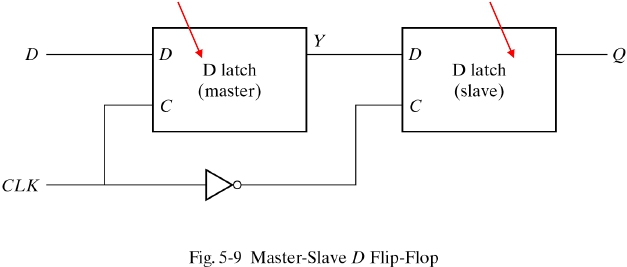 Y
D
D
D latch
(master)
C
D
D latch
(slave)
C
Q
CLK
Fig. 5-9 Master-Slave D Flip-Flop